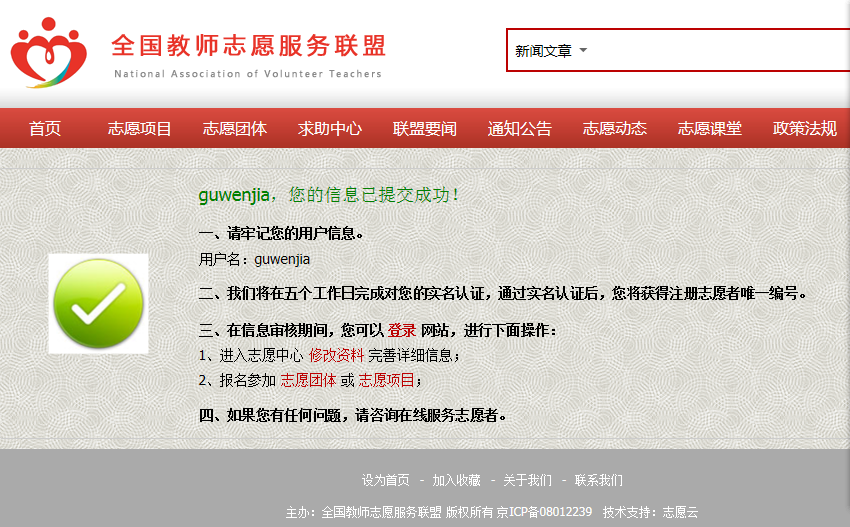 全国教师志愿服务联盟
National Association of Volunteer Teachers
新闻文章
首页 志愿项目 志愿团体 求助中心 联盟要闻 通知公告 志愿动态 志愿课堂 政策法规
guwenjia，您的信息已提交成功！
一、请牢记您的用户信息。
用户名：guwenjia
二、我们将在五个工作日完成对您的实名认证，通过实名认证后，您将获得注册志愿者唯一编号。
三、在信息审核期间，您可以 登录 网站，进行下面操作：
1、进入志愿中心 修改资料 完善详细信息；
2、报名参加 志愿团体 或 志愿项目；
四、如果您有任何问题，请咨询在线服务志愿者。
设为首页 - 加入收藏 - 关于我们 - 联系我们
主办：全国教师志愿服务联盟 版权所有 京ICP备08012239 技术支持：志愿云